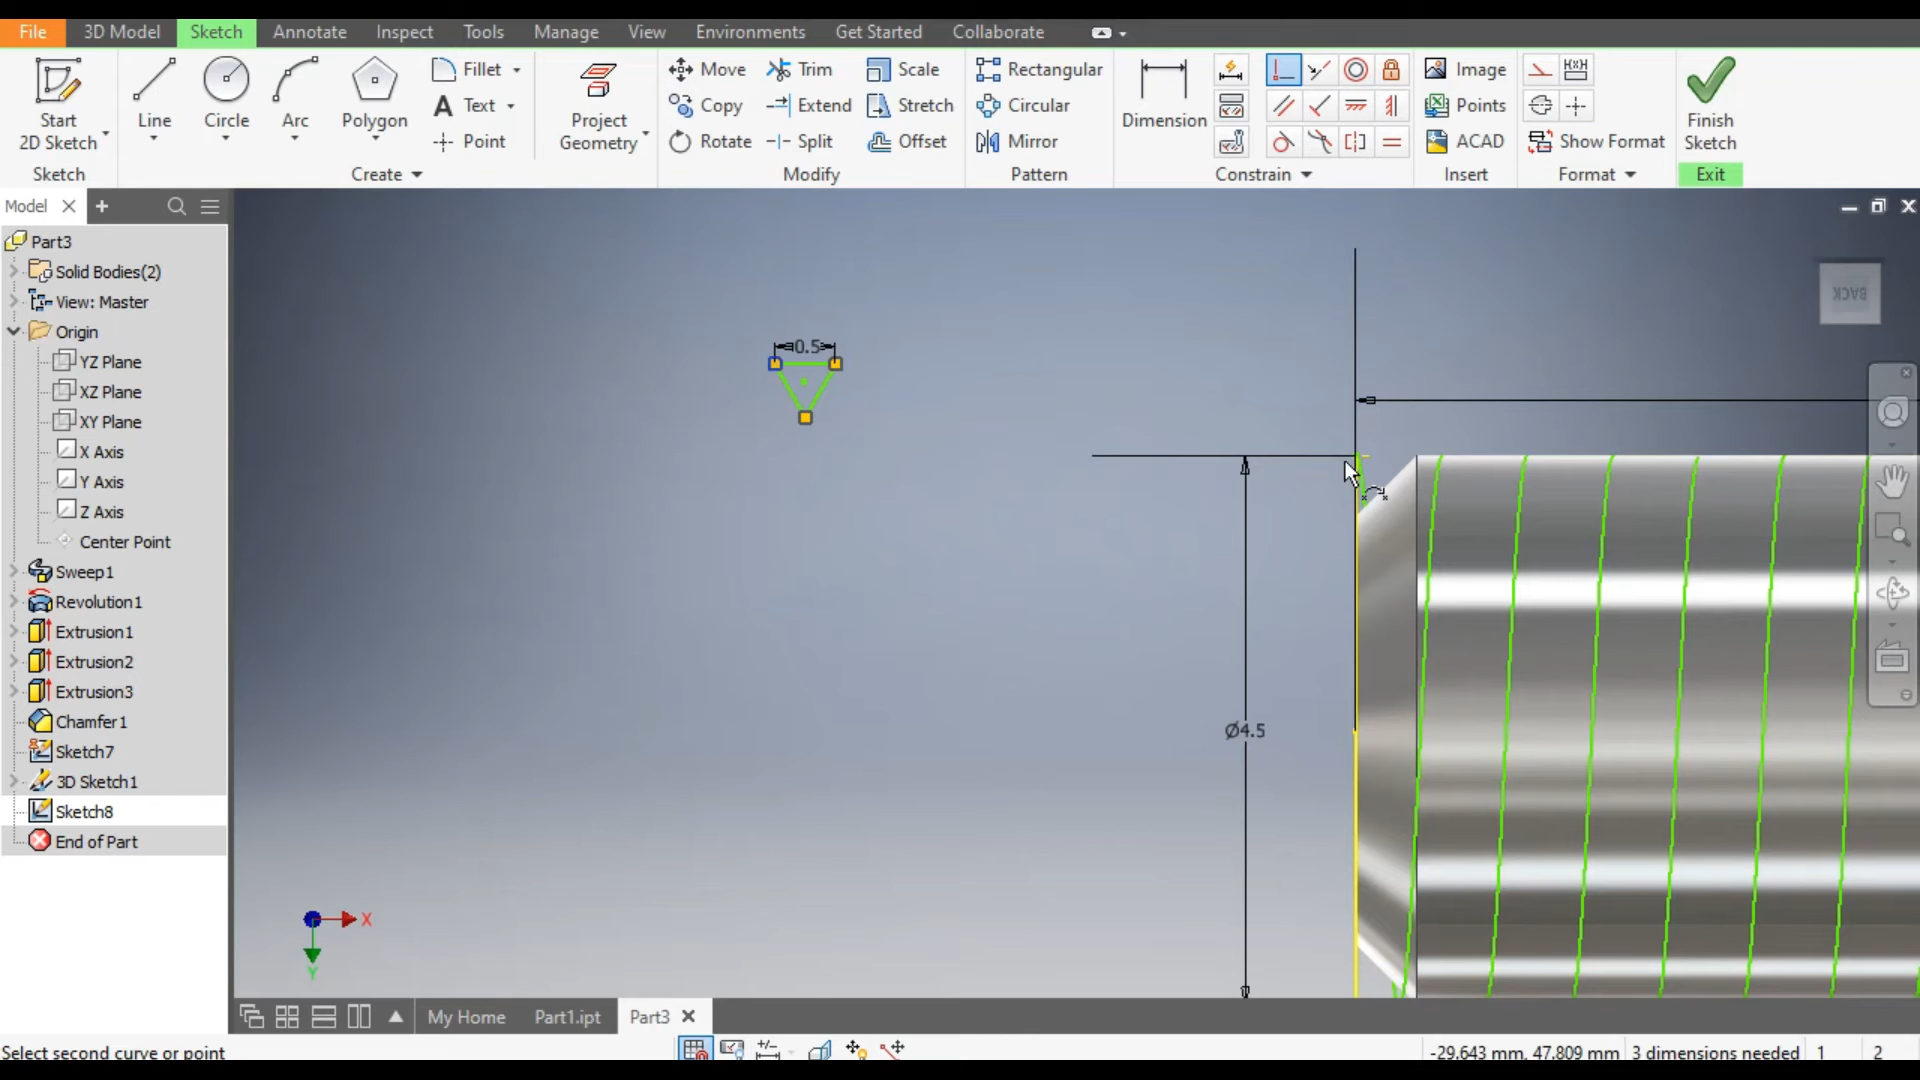 File 3D Model Sketch Annotate Inspect Tools Manage View Environments Get Started Collaborate
Start
2D Sketch
Line
Circle
Arc
Polygon
Fillet
A Text
Point
Project
Geometry
Move
Copy
Rotate
Trim
Extend
Split
Scale
Stretch
Offset
Rectangular
Circular
Mirror
Dimension
Image
Points
ACAD
Show Format
Finish
Sketch
Sketch Create Modify Pattern Constrain Insert Format Exit
Model
Part3
Solid Bodies(2)
View: Master
Origin
YZ Plane
XZ Plane
XY Plane
X Axis
Y Axis
Z Axis
Center Point
Sweep1
Revolution1
Extrusion1
Extrusion2
Extrusion3
Chamfer1
Sketch7
3D Sketch1
Sketch8
End of Part
0.5
Ø4.5
BACK
X
Y
My Home Part1.ipt Part3
Select second curve or point
-29.643 mm, 47.809 mm 3 dimensions needed 1 2